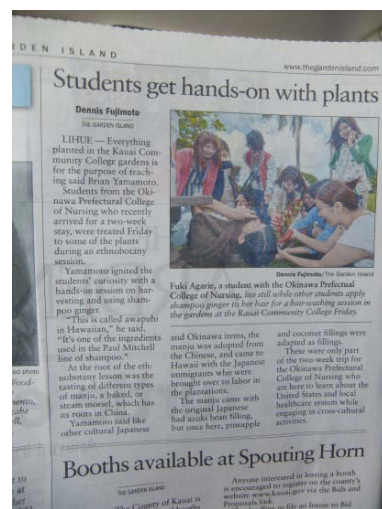 DEN ISLAND
www.thegardenisland.com
Students get hands-on with plants
Dennis Fujimoto
THE GARDEN ISLAND
LIHUE — Everything
planted in the Kauai Com-
munity College gardens is
for the purpose of teach-
ing said Brian Yamamoto.
Students from the Oki-
nawa Prefectural College
of Nursing who recently
arrived for a two-week
stay, were treated Friday
to some of the plants
during an ethnobotany
session.
Yamamoto ignited the
students' curiosity with a
hands-on session on har-
vesting and using sham-
poo ginger.
"This is called awapuhi
in Hawaiian," he said.
"It's one of the ingredients
used in the Paul Mitchell
line of shampoo."
At the root of the eth-
nobotany lesson was the
tasting of different types
of manju, a baked, or
steam morsel, which has
its roots in China.
Yamamoto said like
other cultural Japanese
Dennis Fujimoto/The Garden Island
Fuki Agarie, a student with the Okinawa Prefectual
College of Nursing, lies still while other students apply
shampoo ginger to her hair for a hair-washing session in
the gardens at the Kauai Community College Friday.
and Okinawa items, the
manju was adopted from
the Chinese, and came to
Hawaii with the Japanese
immigrants who were
brought over to labor in
the plantations.
The manju came with
the original Japanese
had azuki bean filling,
but once here, pineapple
and coconut fillings were
adapted as fillings.
These were only part
of the two-week trip for
the Okinawa Prefectural
College of Nursing who
are here to learn about the
United States and local
healthcare system while
engaging in cross-cultural
activities.
photo
Food-
Booths available at Spouting Horn
THE GARDEN ISLAND
County of Kauai is
Anyone interested in leasing a booth
is encouraged to register on the county's
website www.kauai.gov via the Bids and
Proposals link.
to file an Intent to Bid